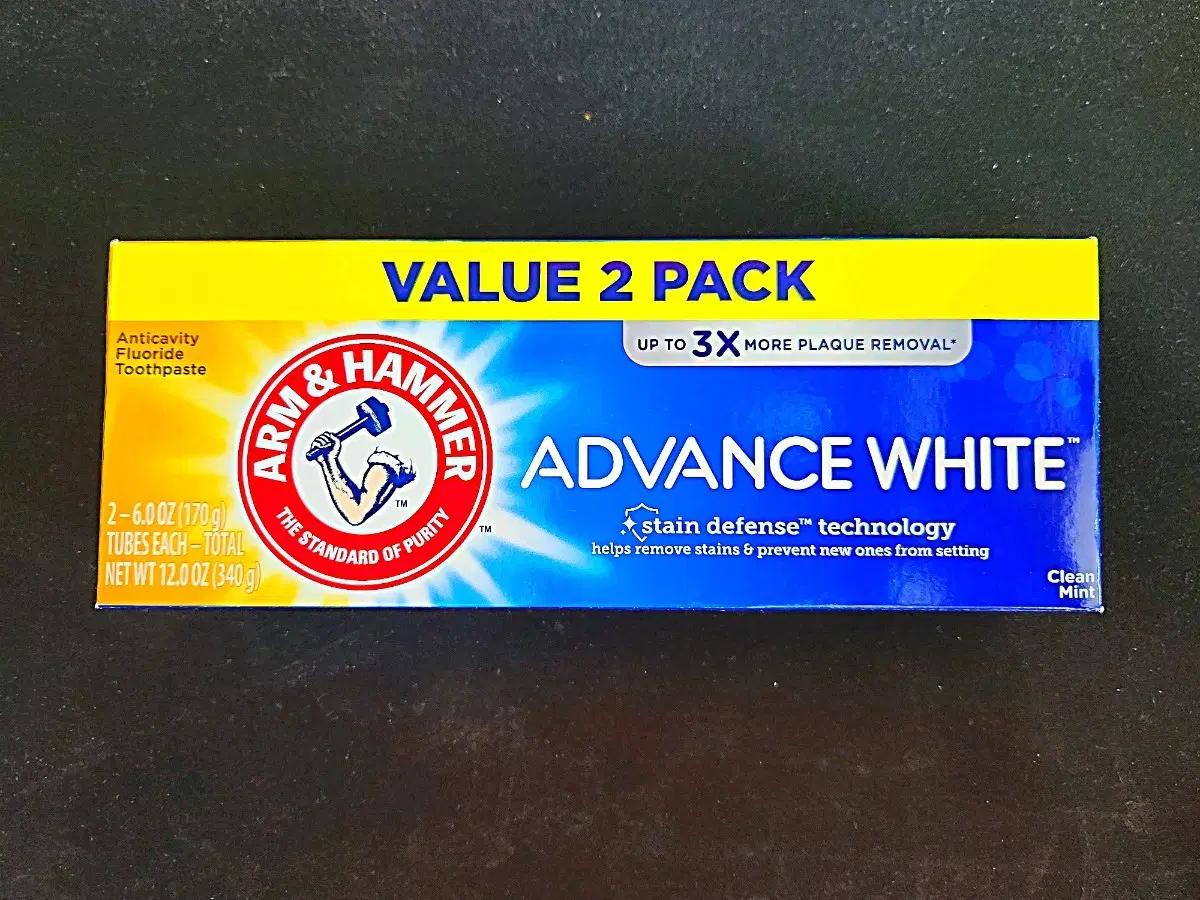 VALUE 2 PACK
Anticavity
Fluoride
Toothpaste
UP TO 3X MORE PLAQUE REMOVAL*
ARM & HAMMER
THE STANDARD OF PURITY
™
™
ADVANCE WHITE™
stain defense™ technology
helps remove stains & prevent new ones from setting
2–6.0 OZ (170 g)
TUBES EACH – TOTAL
NET WT 12.0 OZ (340 g)
Clean
Mint